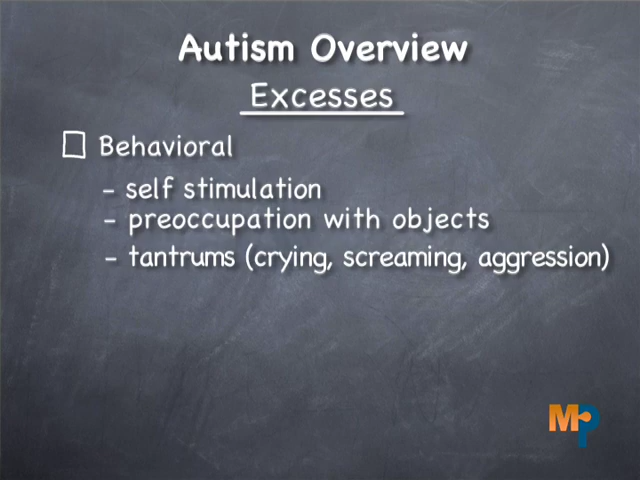 Autism Overview
Excesses
Behavioral
- self stimulation
- preoccupation with objects
- tantrums (crying, screaming, aggression)
MP